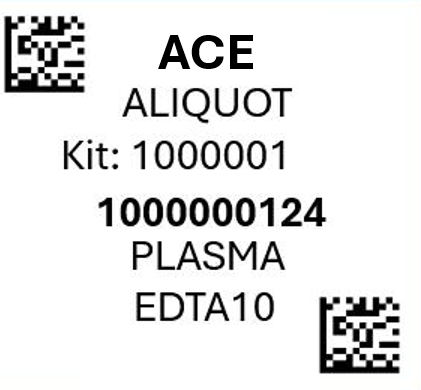 ACE
ALIQUOT
Kit: 1000001
1000000124
PLASMA
EDTA10